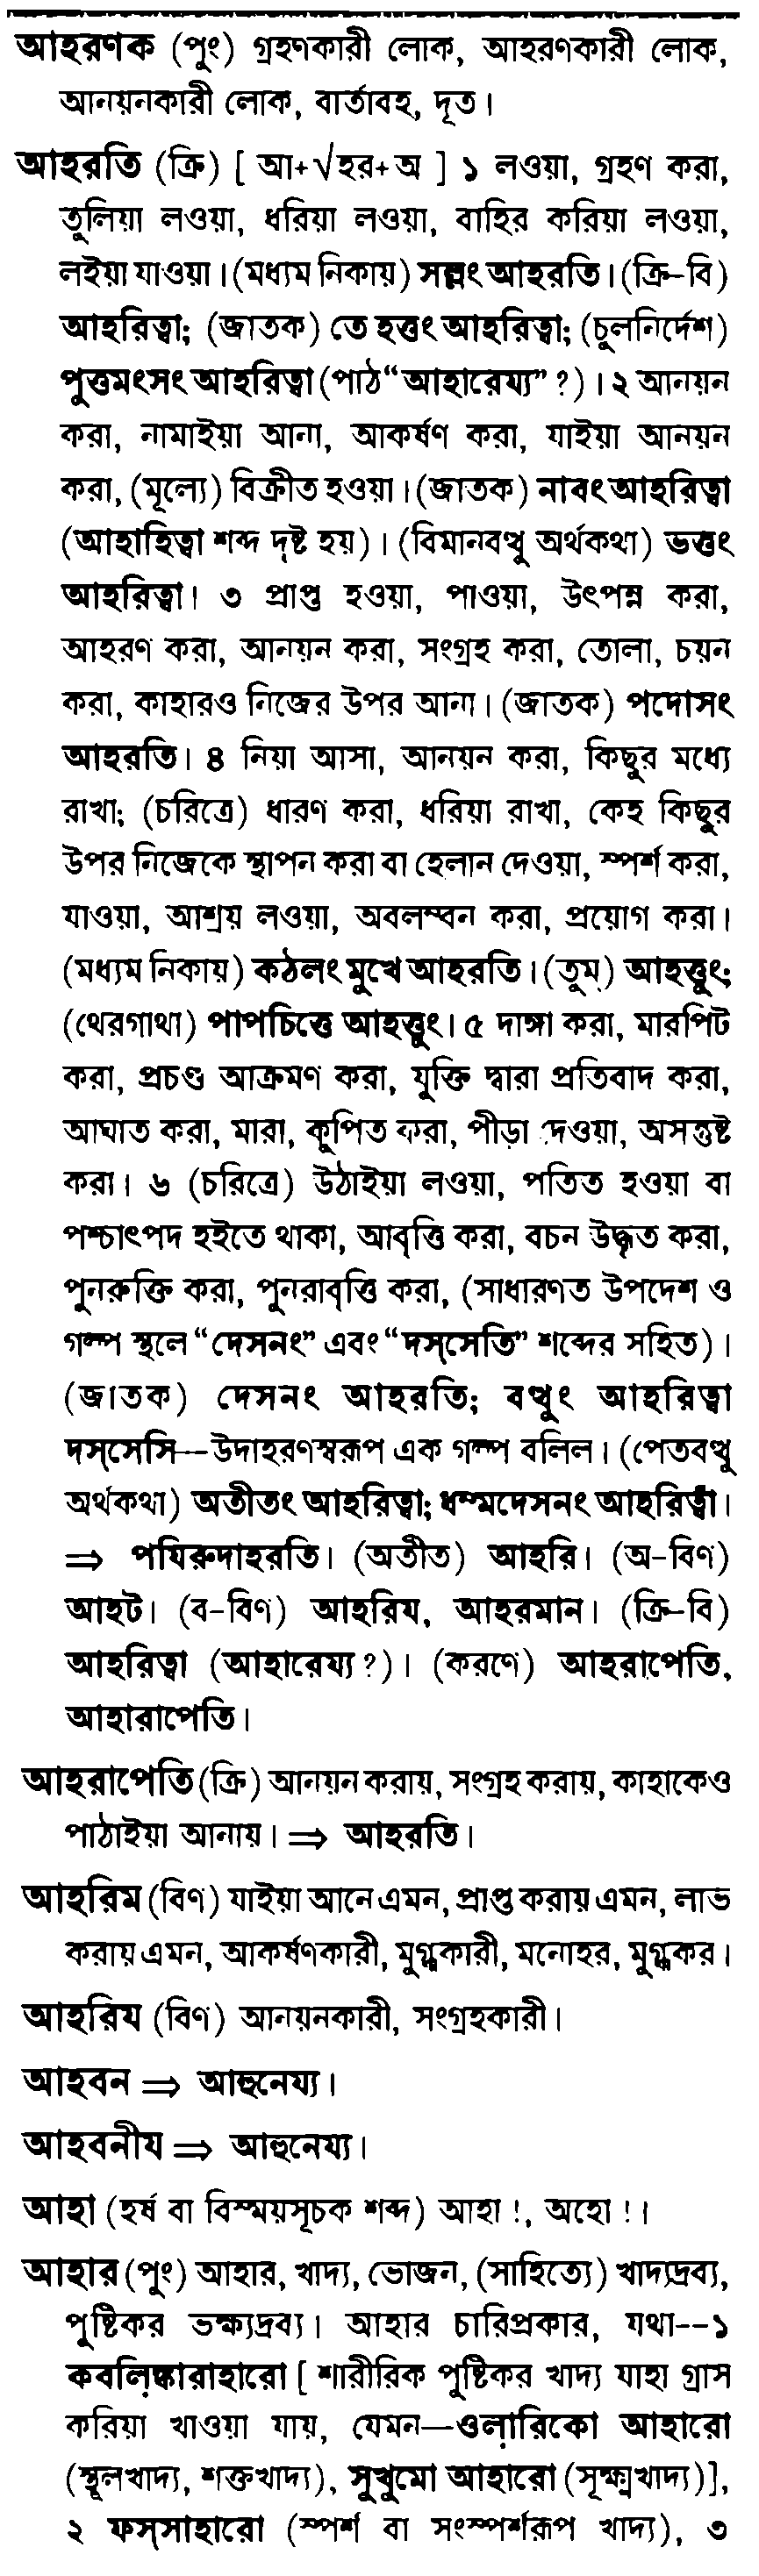 আহরণক (পুং) গ্রহণকারী লোক, আহরণকারী লোক,
আনয়নকারী লোক, বার্তাবহ, দূত।
আহরতি (ক্রি) [ আ+√হর+অ ] ১ লওয়া, গ্রহণ করা,
তুলিয়া লওয়া, ধরিয়া লওয়া, বাহির করিয়া লওয়া,
লইয়া যাওয়া। (মধ্যম নিকায়) সল্লং আহরতি। (ক্রি-বি)
আহরিত্বা; (জাতক) তে হত্তং আহরিত্বা; (চুলনির্দেশ)
পুত্তমংসং আহরিত্বা (পাঠ “আহারেয্য” ?)। ২ আনয়ন
করা, নামাইয়া আনা, আকর্ষণ করা, যাইয়া আনয়ন
করা, (মূল্যে) বিক্রীত হওয়া। (জাতক) নাবং আহরিত্বা
(আহাহিত্বা শব্দ দৃষ্ট হয়)। (বিমানবত্থু অর্থকথা) ভত্তং
আহরিত্বা। ৩ প্রাপ্ত হওয়া, পাওয়া, উৎপন্ন করা,
আহরণ করা, আনয়ন করা, সংগ্রহ করা, তোলা, চয়ন
করা, কাহারও নিজের উপর আনা। (জাতক) পদোসং
আহরতি। ৪ নিয়া আসা, আনয়ন করা, কিছুর মধ্যে
রাখা; (চরিত্রে) ধারণ করা, ধরিয়া রাখা, কেহ কিছুর
উপর নিজেকে স্থাপন করা বা হেলান দেওয়া, স্পর্শ করা,
যাওয়া, আশ্রয় লওয়া, অবলম্বন করা, প্রয়োগ করা।
(মধ্যম নিকায়) কঠলং মুখে আহরতি। (তুম) আহত্তুং;
(থেরগাথা) পাপচিত্তে আহত্তুং। ৫ দাঙ্গা করা, মারপিট
করা, প্রচণ্ড আক্রমণ করা, যুক্তি দ্বারা প্রতিবাদ করা,
আঘাত করা, মারা, কুপিত করা, পীড়া দেওয়া, অসন্তুষ্ট
করা। ৬ (চরিত্রে) উঠাইয়া লওয়া, পতিত হওয়া বা
পশ্চাৎপদ হইতে থাকা, আবৃত্তি করা, বচন উদ্ধৃত করা,
পুনরুক্তি করা, পুনরাবৃত্তি করা, (সাধারণত উপদেশ ও
গল্প স্থলে “দেসনং” এবং “দস্সেতি” শব্দের সহিত)।
(জাতক) দেসনং আহরতি; বত্থুং আহরিত্বা
দস্সেসি—উদাহরণস্বরূপ এক গল্প বলিল। (পেতবত্থু
অর্থকথা) অতীতং আহরিত্বা; ধম্মদেসনং আহরিত্বা।
⇒ পযিরুদাহরতি। (অতীত) আহরি। (অ-বিণ)
আহট। (ব-বিণ) আহরিয, আহরমান। (ক্রি-বি)
আহরিত্বা (আহারেয্য ?)। (করণে) আহরাপেতি,
আহারাপেতি।
আহরাপেতি (ক্রি) আনয়ন করায়, সংগ্রহ করায়, কাহাকেও
পাঠাইয়া আনায়। ⇒ আহরতি।
আহরিম (বিণ) যাইয়া আনে এমন, প্রাপ্ত করায় এমন, লাভ
করায় এমন, আকর্ষণকারী, মুগ্ধকারী, মনোহর, মুগ্ধকর।
আহরিয (বিণ) আনয়নকারী, সংগ্রহকারী।
আহবন ⇒ আহুনেয্য।
আহবনীয ⇒ আহুনেয্য।
আহা (হর্ষ বা বিস্ময়সূচক শব্দ) আহা !, অহো !।
আহার (পুং) আহার, খাদ্য, ভোজন, (সাহিত্যে) খাদ্যদ্রব্য,
পুষ্টিকর ভক্ষ্যদ্রব্য। আহার চারিপ্রকার, যথা--১
কবলিঙ্কারাহারো [ শারীরিক পুষ্টিকর খাদ্য যাহা গ্রাস
করিয়া খাওয়া যায়, যেমন—ওল়ারিকো আহারো
(স্থূলখাদ্য, শক্তখাদ্য), সুখুমো আহারো (সূক্ষ্মখাদ্য)],
২ ফস্সাহারো (স্পর্শ বা সংস্পর্শরূপ খাদ্য), ৩